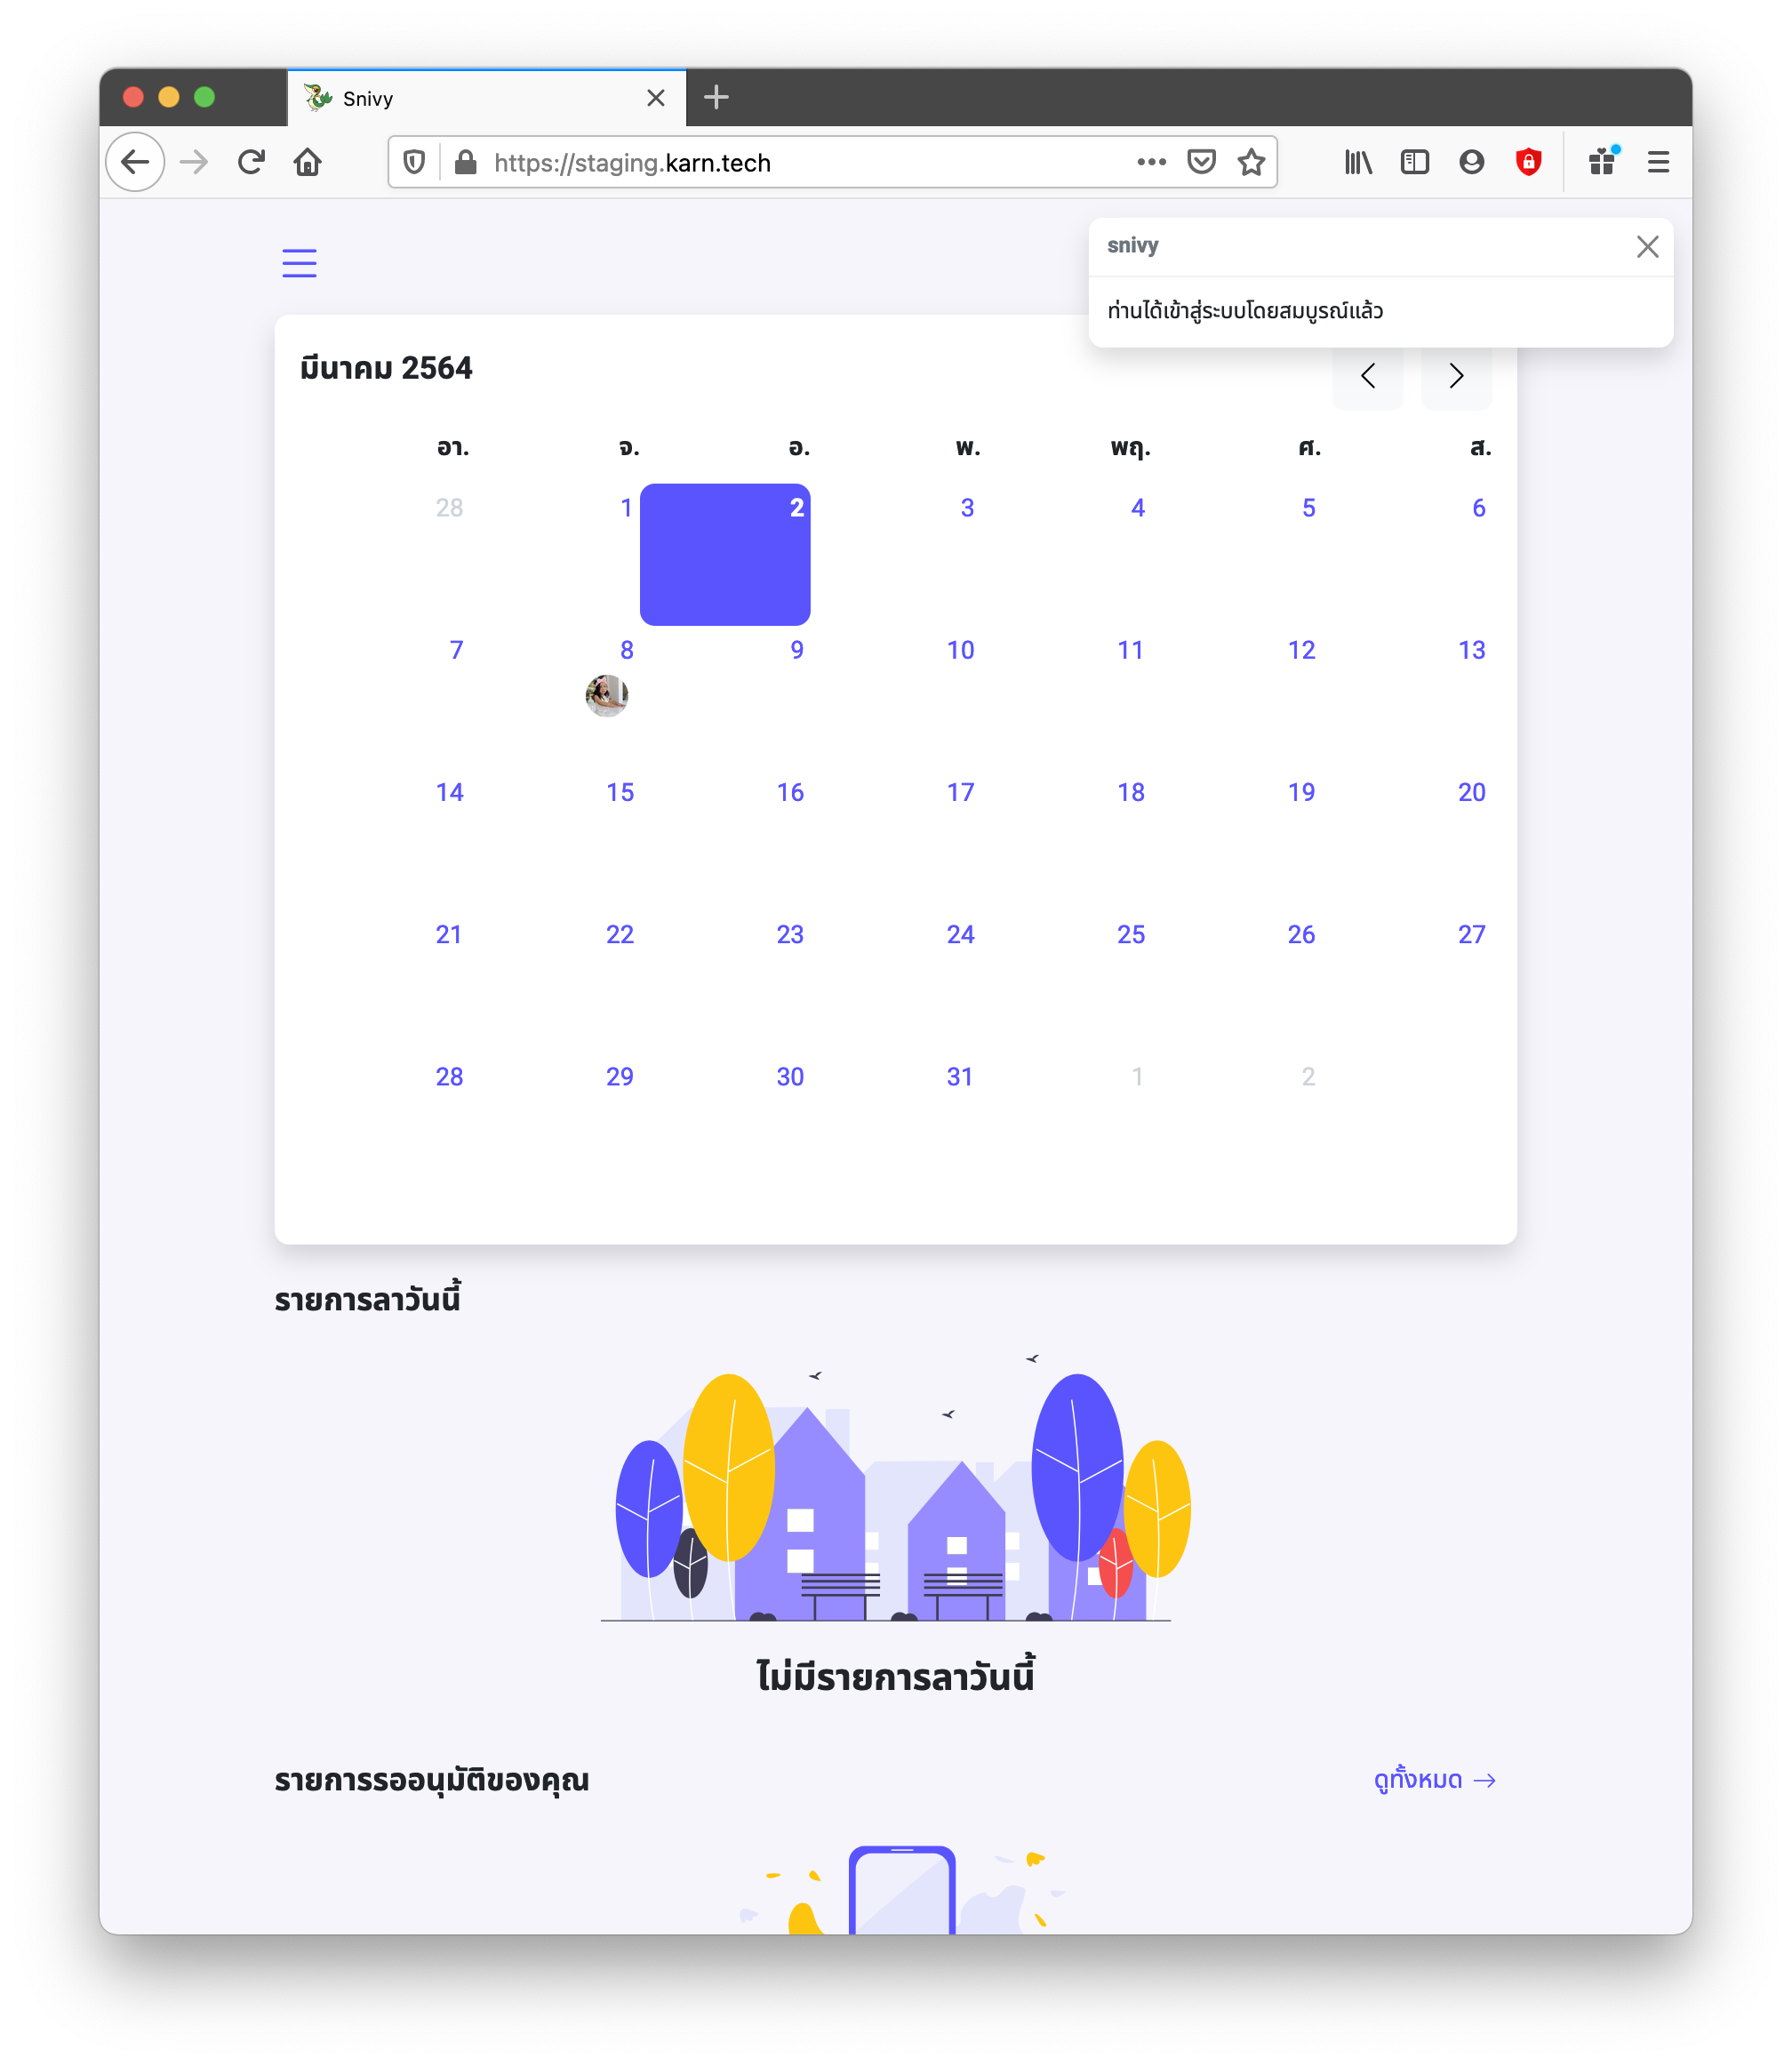 Snivy
https://staging.karn.tech
snivy
ท่านได้เข้าสู่ระบบโดยสมบูรณ์แล้ว
มีนาคม 2564
อา. จ. อ. พ. พฤ. ศ. ส.
28 1 2 3 4 5 6
7 8 9 10 11 12 13
14 15 16 17 18 19 20
21 22 23 24 25 26 27
28 29 30 31 1 2
รายการลาวันนี้
ไม่มีรายการลาวันนี้
รายการรออนุมัติของคุณ
ดูทั้งหมด →